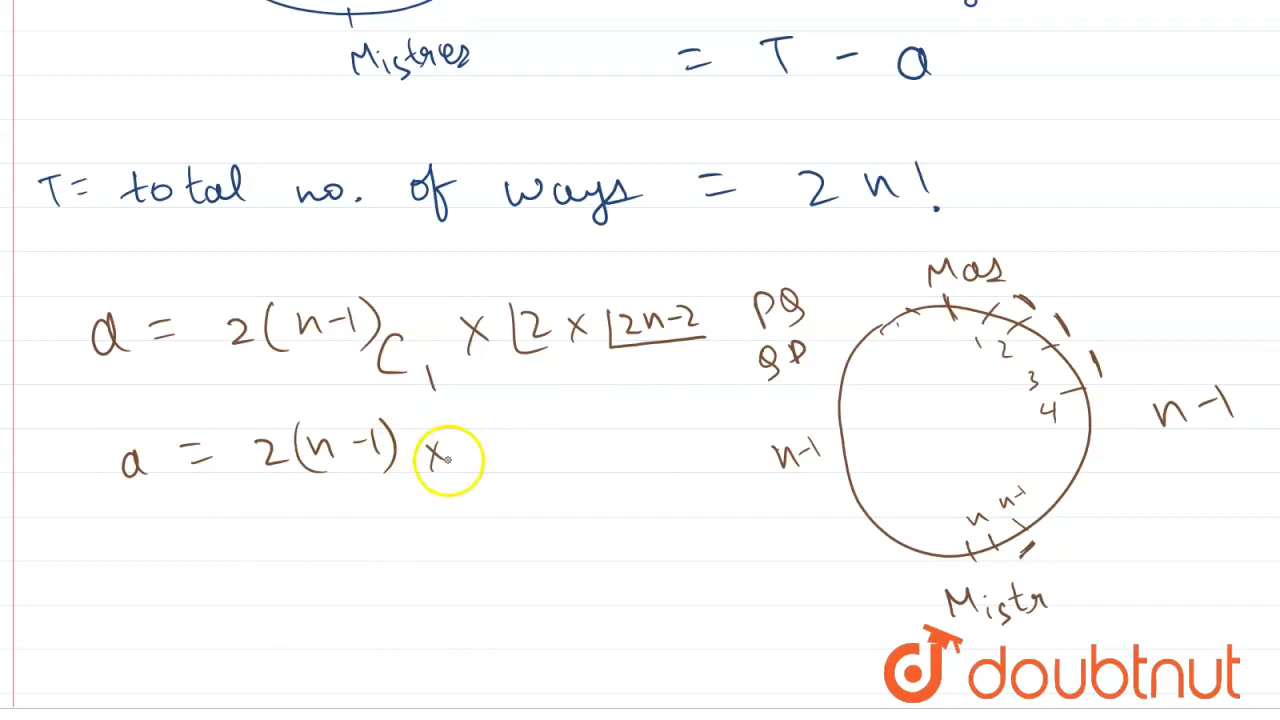 Mistres
= T - a
T = total no. of ways = 2n!
a = 2(n-1)C₁ × ⌊2 × ⌊2n-2
PQ
QP
a = 2(n-1) ×
Mas
1 2 3 4
n-1
n-1
n n-1
Mistr
doubtnut